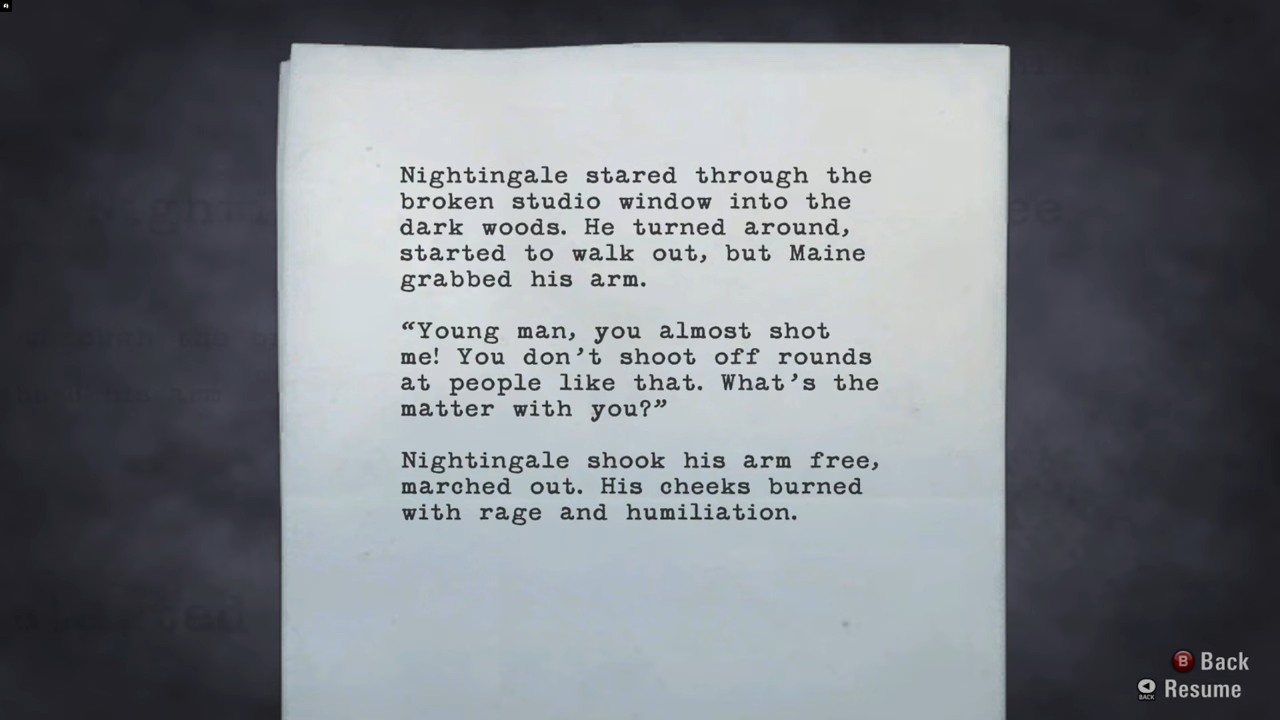 Nightingale stared through the
broken studio window into the
dark woods. He turned around,
started to walk out, but Maine
grabbed his arm.
“Young man, you almost shot
me! You don’t shoot off rounds
at people like that. What’s the
matter with you?”
Nightingale shook his arm free,
marched out. His cheeks burned
with rage and humiliation.
B Back
BACK Resume